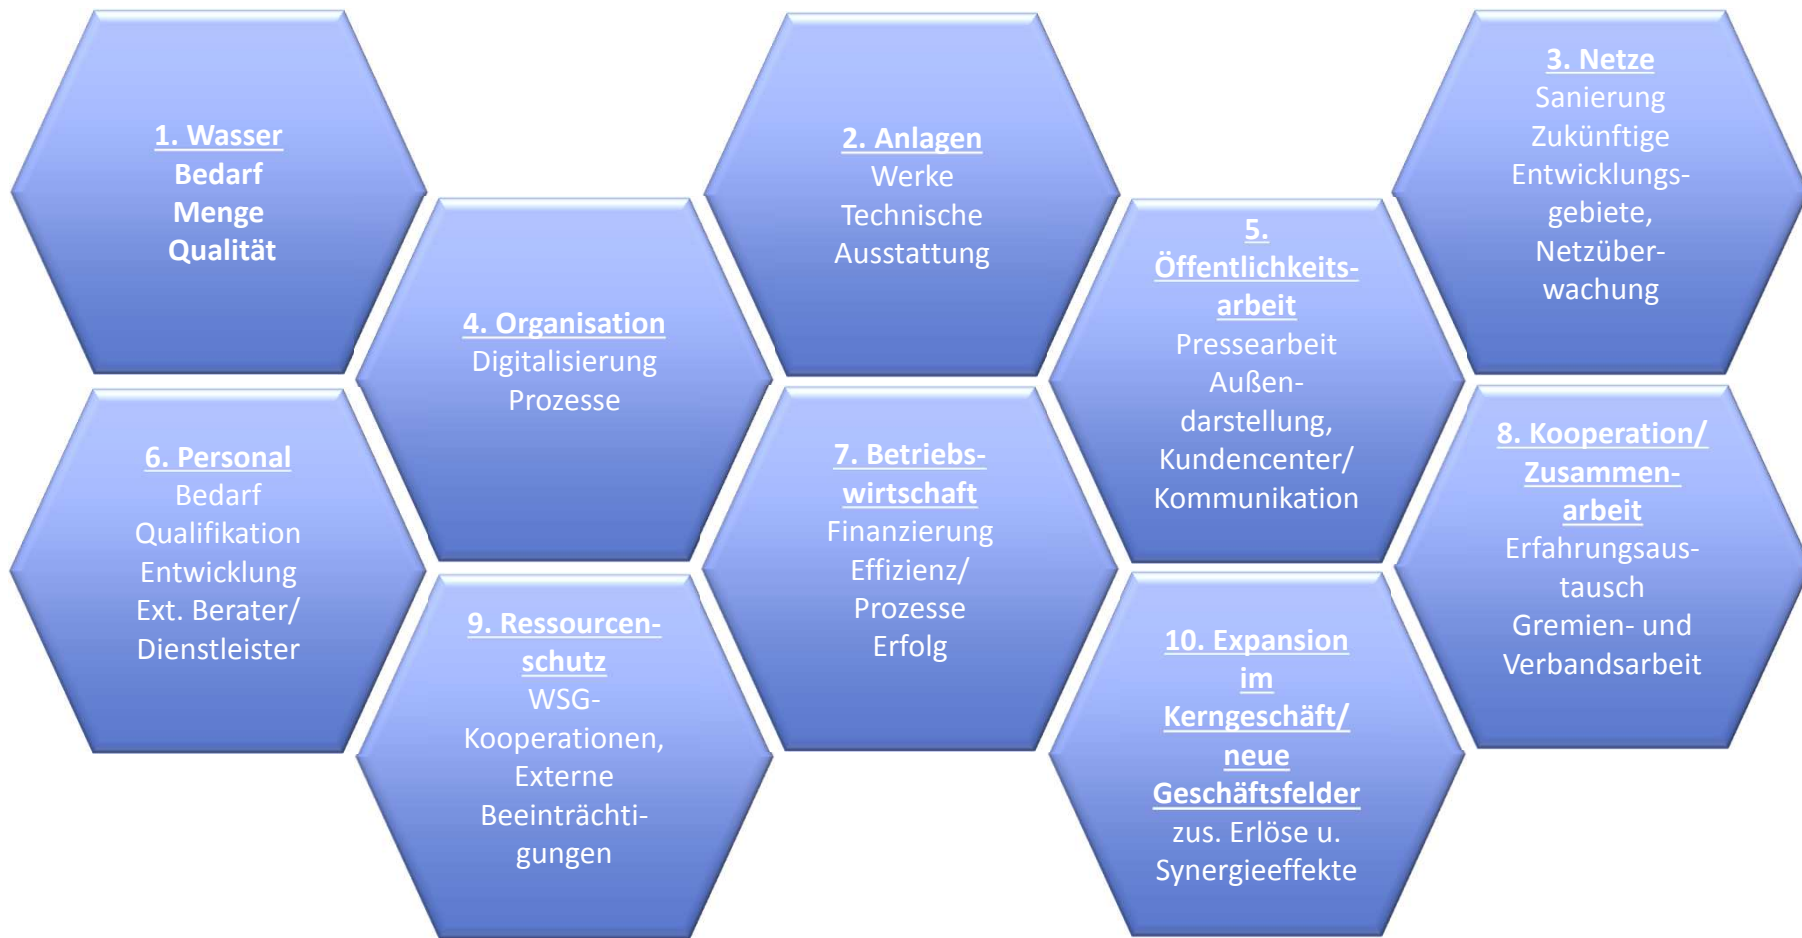 1. Wasser
Bedarf
Menge
Qualität
2. Anlagen
Werke
Technische
Ausstattung
3. Netze
Sanierung
Zukünftige
Entwicklungs-
gebiete,
Netzüber-
wachung
4. Organisation
Digitalisierung
Prozesse
5.
Öffentlichkeits-
arbeit
Pressearbeit
Außen-
darstellung,
Kundencenter/
Kommunikation
6. Personal
Bedarf
Qualifikation
Entwicklung
Ext. Berater/
Dienstleister
7. Betriebs-
wirtschaft
Finanzierung
Effizienz/
Prozesse
Erfolg
8. Kooperation/
Zusammen-
arbeit
Erfahrungsaus-
tausch
Gremien- und
Verbandsarbeit
9. Ressourcen-
schutz
WSG-
Kooperationen,
Externe
Beeinträchti-
gungen
10. Expansion
im
Kerngeschäft/
neue
Geschäftsfelder
zus. Erlöse u.
Synergieeffekte